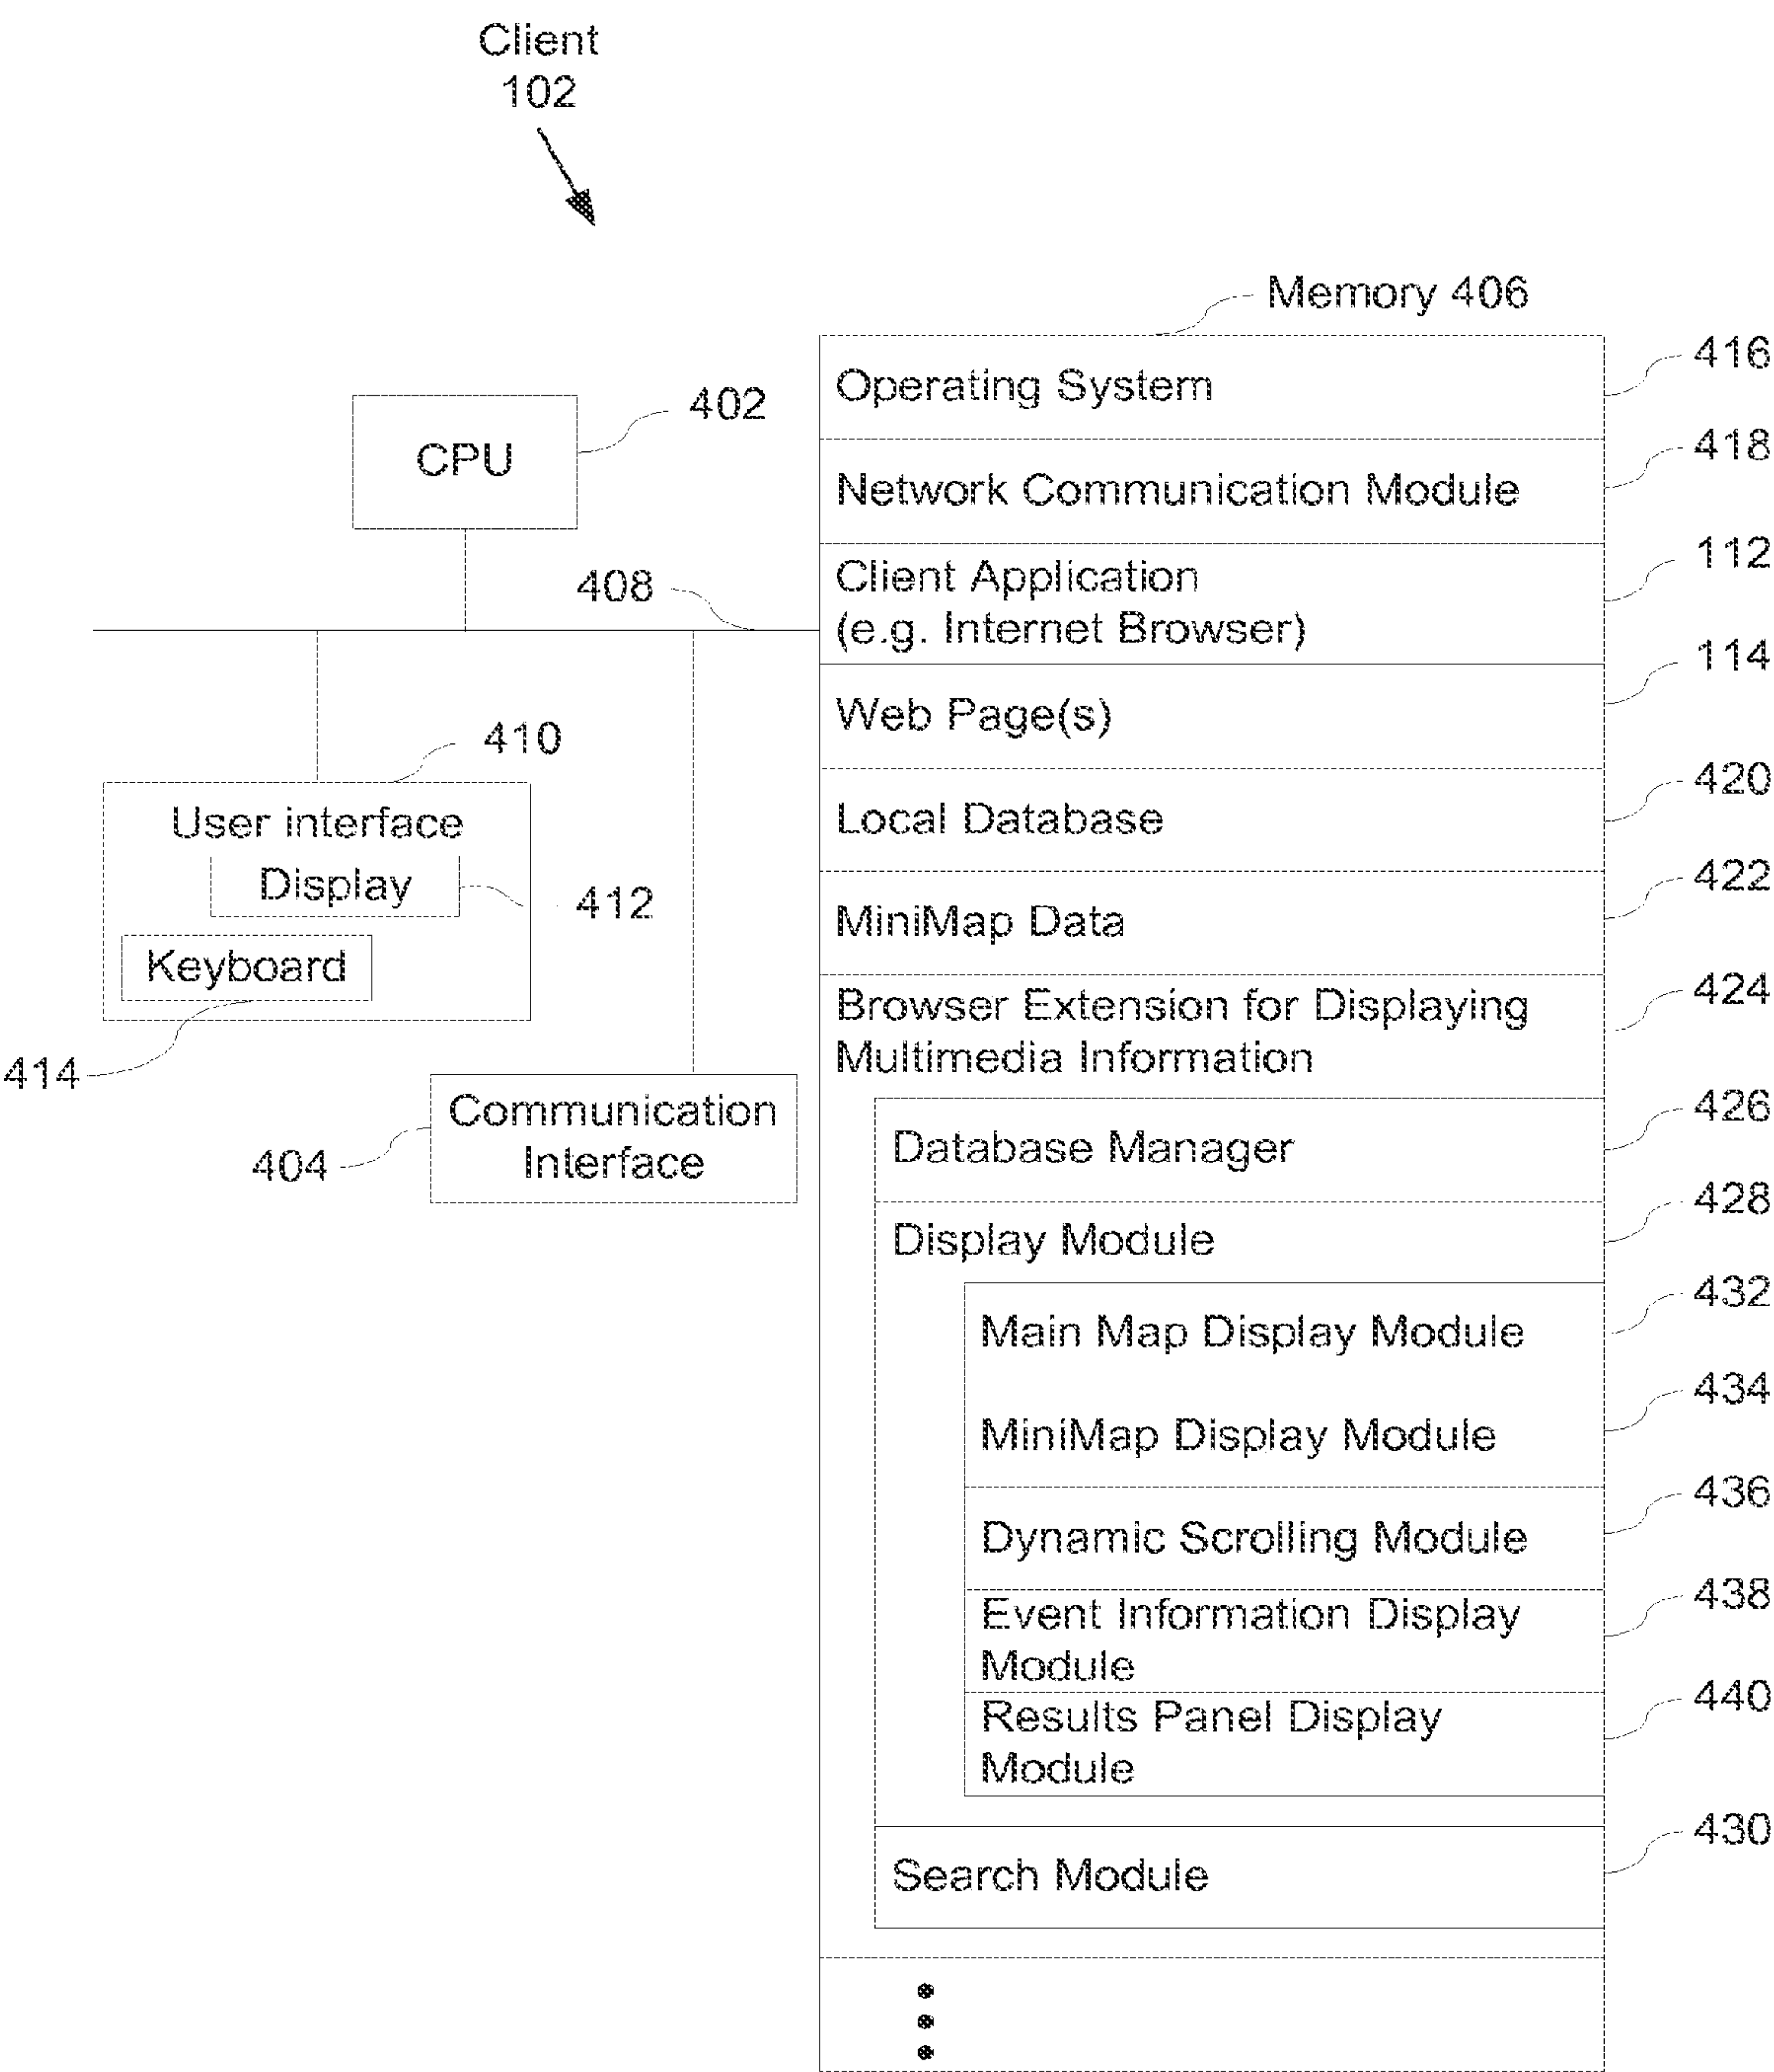 Client
102
Memory 406
Operating System
416
402
CPU
Network Communication Module
418
Client Application
(e.g. Internet Browser)
112
408
Web Page(s)
114
410
User interface
Display
412
Keyboard
414
Local Database
420
MiniMap Data
422
Browser Extension for Displaying
Multimedia Information
424
Communication
Interface
404
Database Manager
426
Display Module
428
Main Map Display Module
432
MiniMap Display Module
434
Dynamic Scrolling Module
436
Event Information Display
Module
438
Results Panel Display
Module
440
Search Module
430